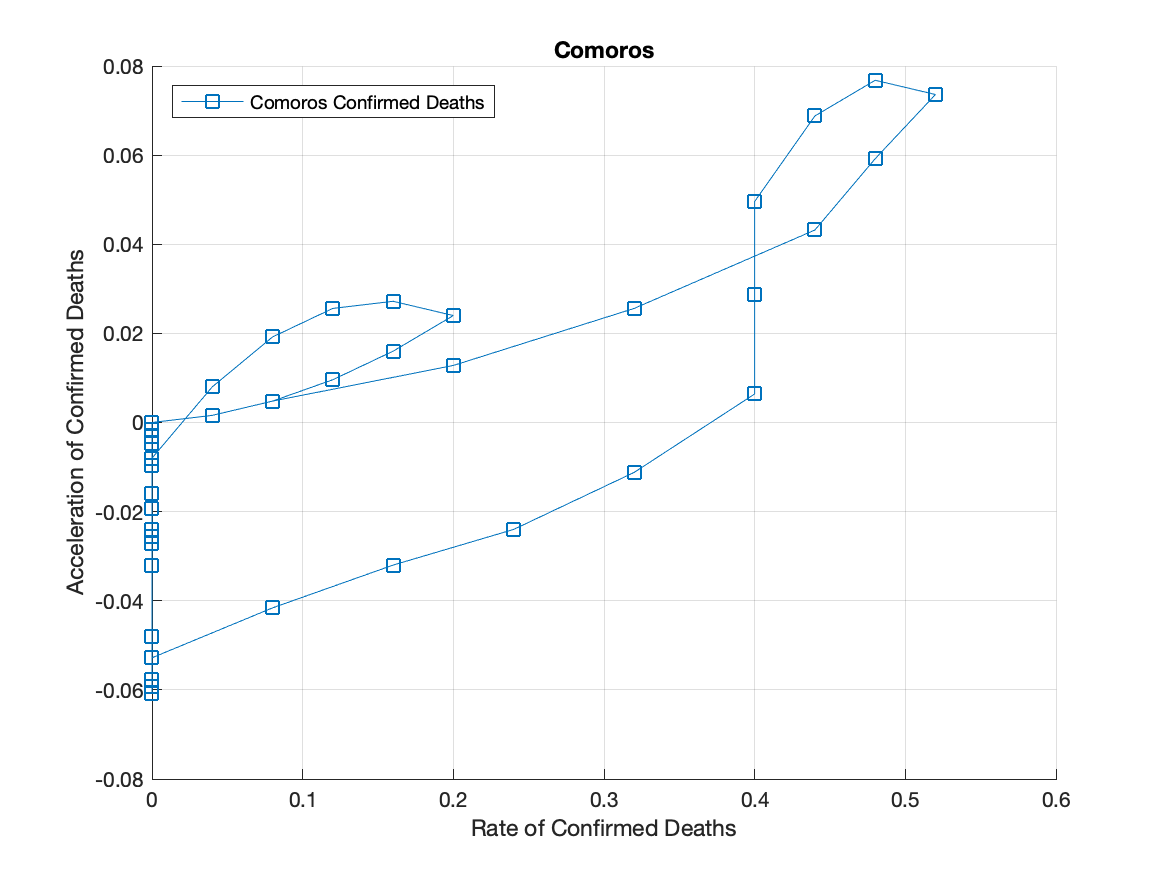 Comoros
Comoros Confirmed Deaths
Acceleration of Confirmed Deaths
0.08
0.06
0.04
0.02
0
-0.02
-0.04
-0.06
-0.08
0 0.1 0.2 0.3 0.4 0.5 0.6
Rate of Confirmed Deaths